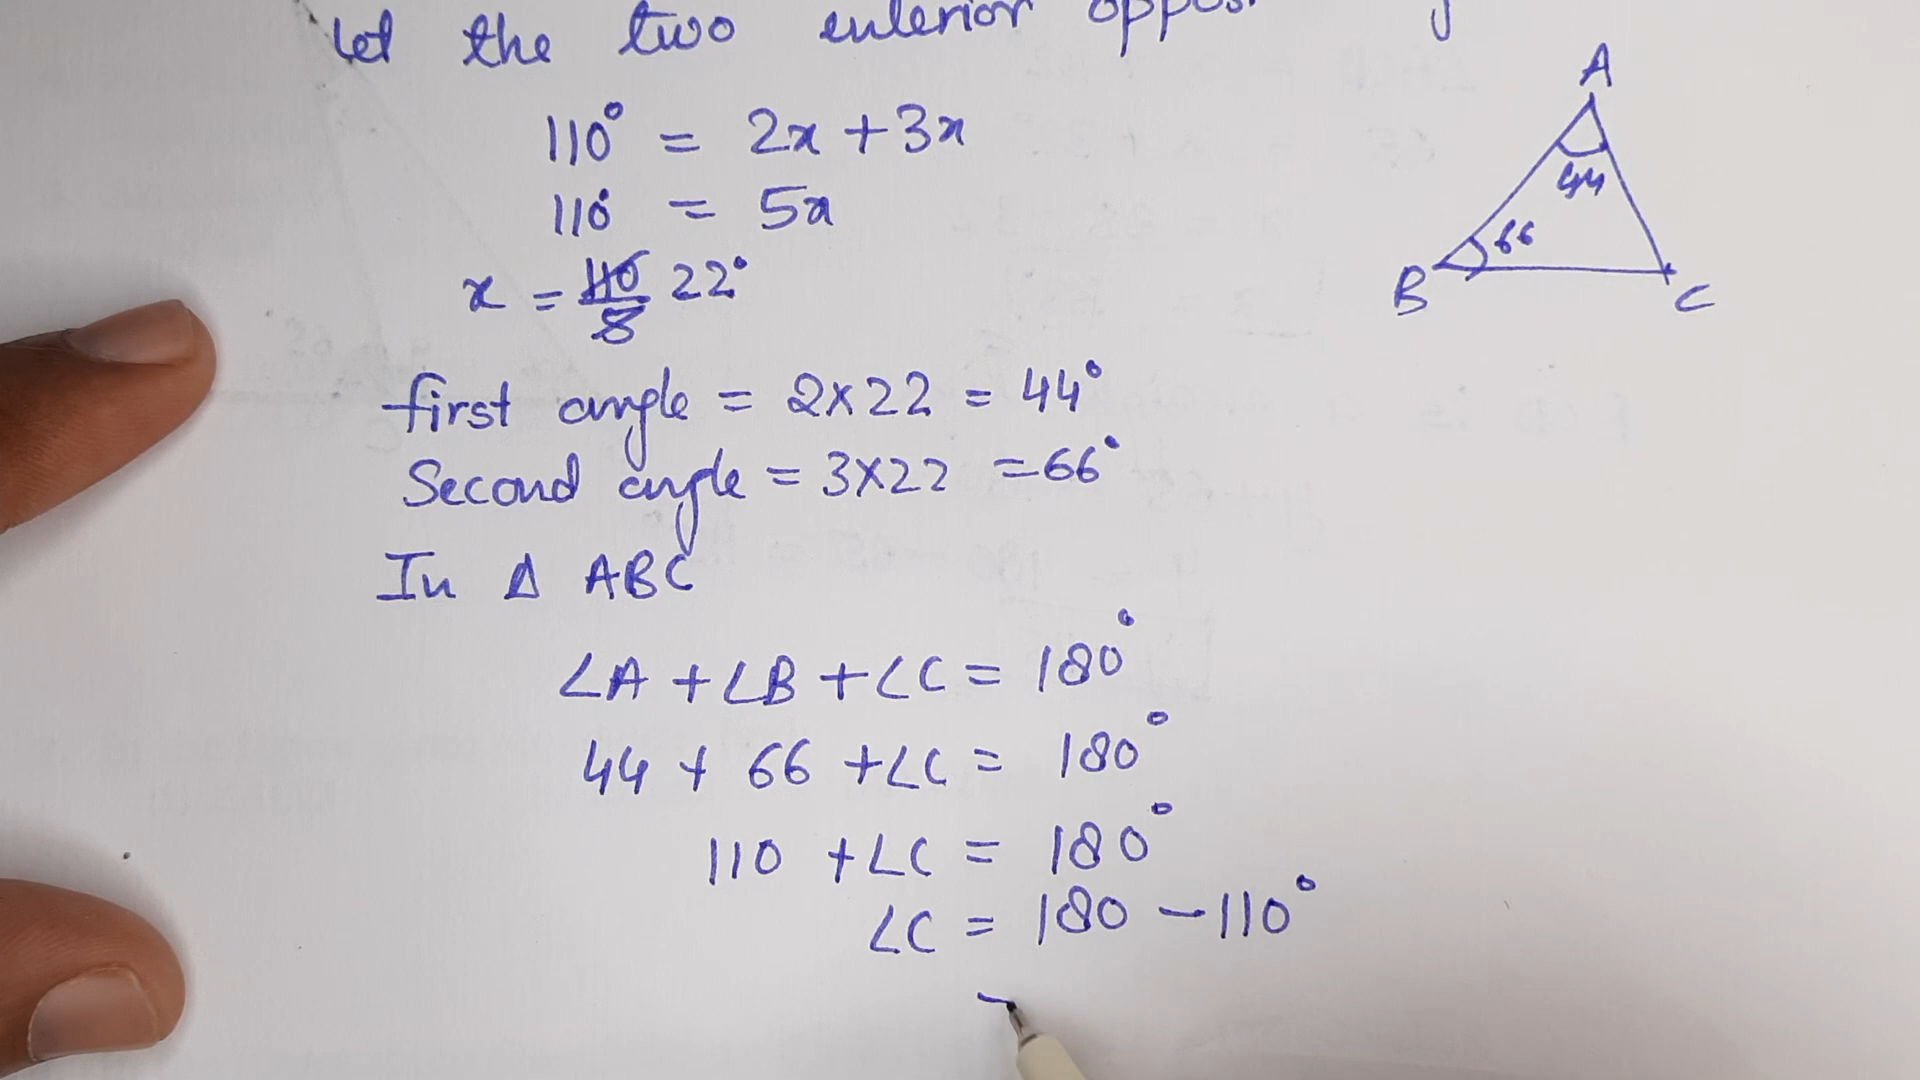 let the two interior
110° = 2x + 3x
110 = 5x
x = 110/5 22°
first angle = 2×22 = 44°
Second angle = 3×22 = 66°
In Δ ABC
∠A + ∠B + ∠C = 180°
44 + 66 + ∠C = 180°
110 + ∠C = 180°
∠C = 180 - 110°
A
44
66
B
C